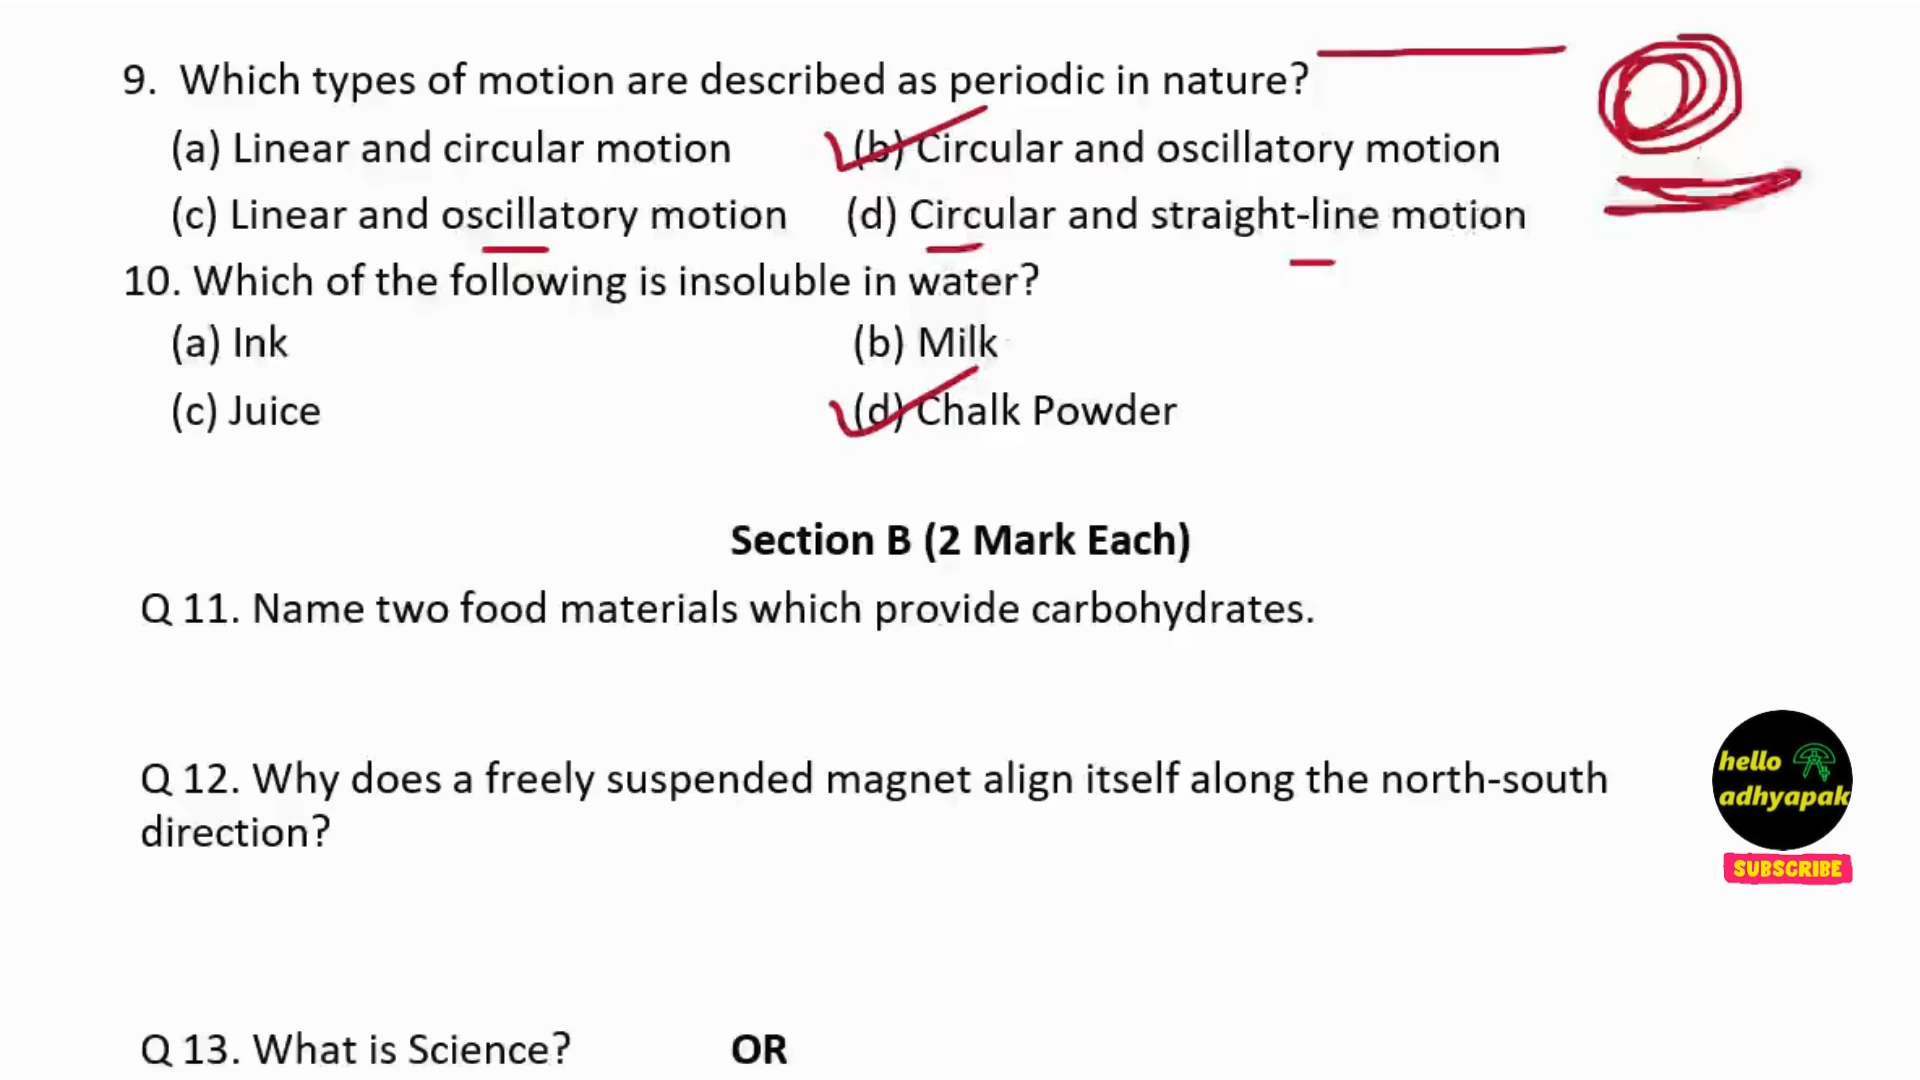 9. Which types of motion are described as periodic in nature?
(a) Linear and circular motion (b) Circular and oscillatory motion
(c) Linear and oscillatory motion (d) Circular and straight-line motion
10. Which of the following is insoluble in water?
(a) Ink (b) Milk
(c) Juice (d) Chalk Powder
Section B (2 Mark Each)
Q 11. Name two food materials which provide carbohydrates.
Q 12. Why does a freely suspended magnet align itself along the north-south
direction?
hello
adhyapak
SUBSCRIBE
Q 13. What is Science? OR